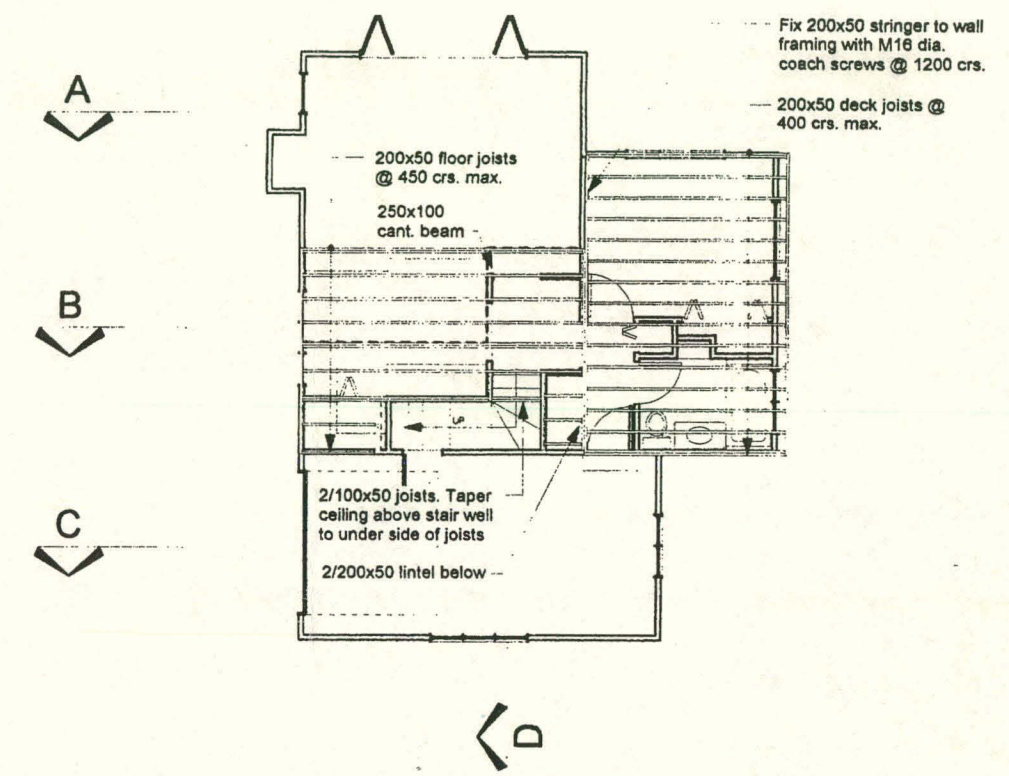 Fix 200x50 stringer to wall
framing with M16 dia.
coach screws @ 1200 crs.
A
200x50 deck joists @
400 crs. max.
200x50 floor joists
@ 450 crs. max.
250x100
cant. beam
B
UP
2/100x50 joists. Taper
ceiling above stair well
to under side of joists
C
2/200x50 lintel below
D